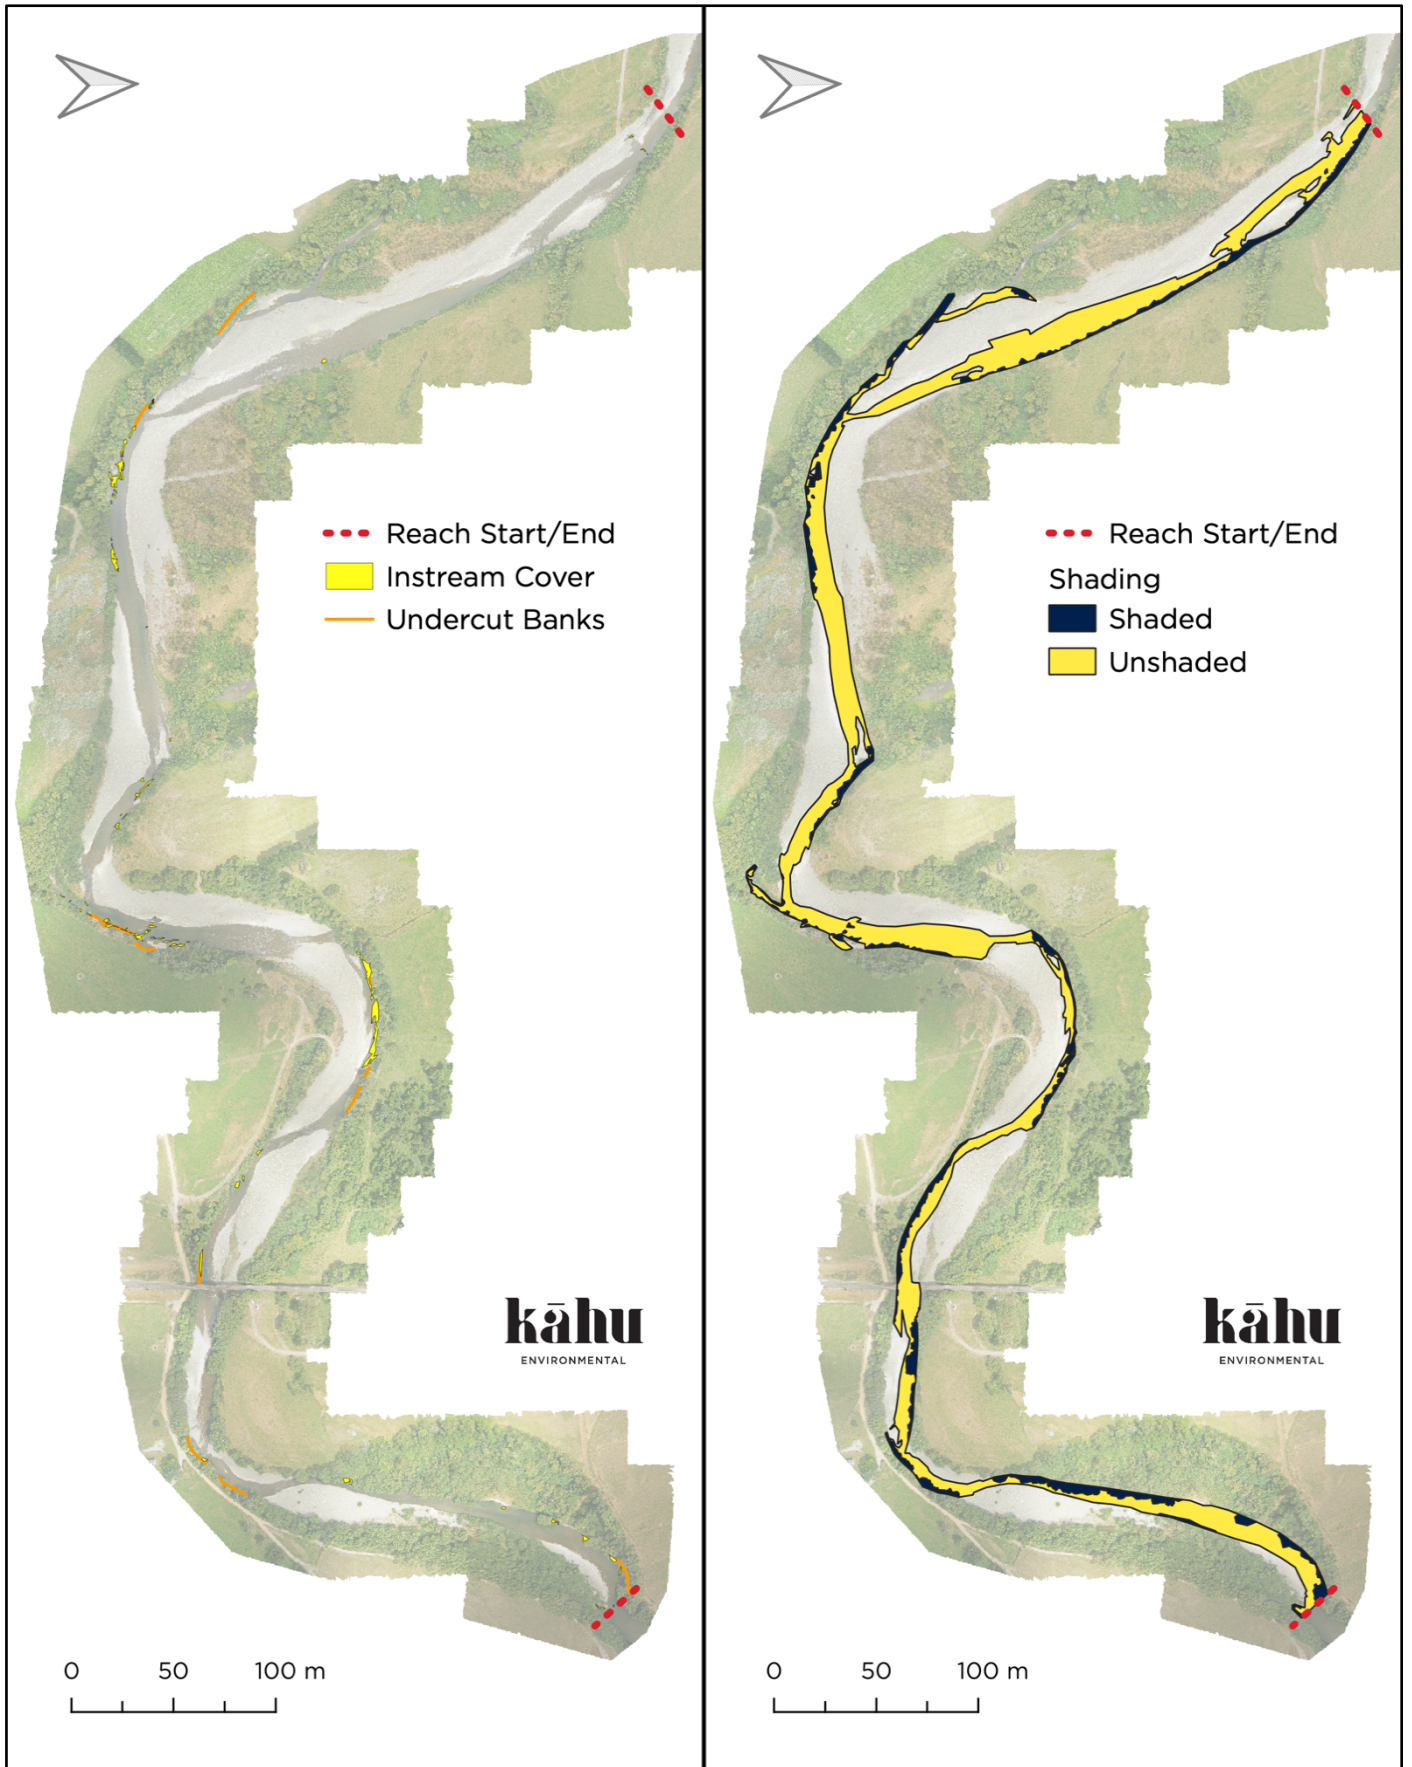 Reach Start/End
Instream Cover
Undercut Banks
kāhu
ENVIRONMENTAL
0 50 100 m
Reach Start/End
Shading
Shaded
Unshaded
kāhu
ENVIRONMENTAL
0 50 100 m